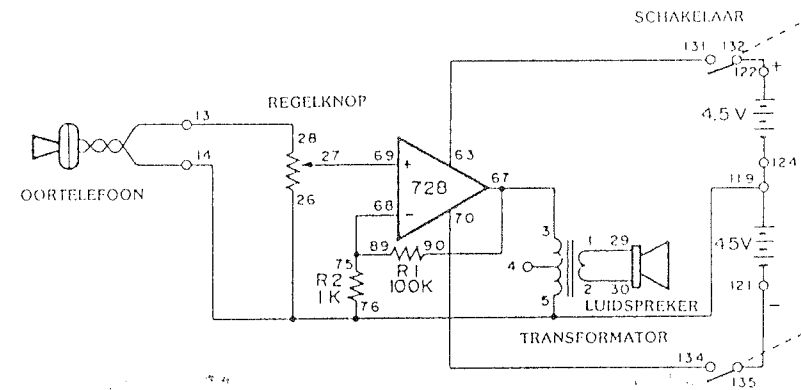 SCHAKELAAR
131 132
122 +
4,5 V
124
119
45V
121
-
134
135
13
REGELKNOP
28
14
27
26
OORTELEFOON
69 + 63
728 67
68 - 70
89 90
75
R1
100K
R2
1K
76
3
4
5
1 29
2 30
LUIDSPREKER
TRANSFORMATOR